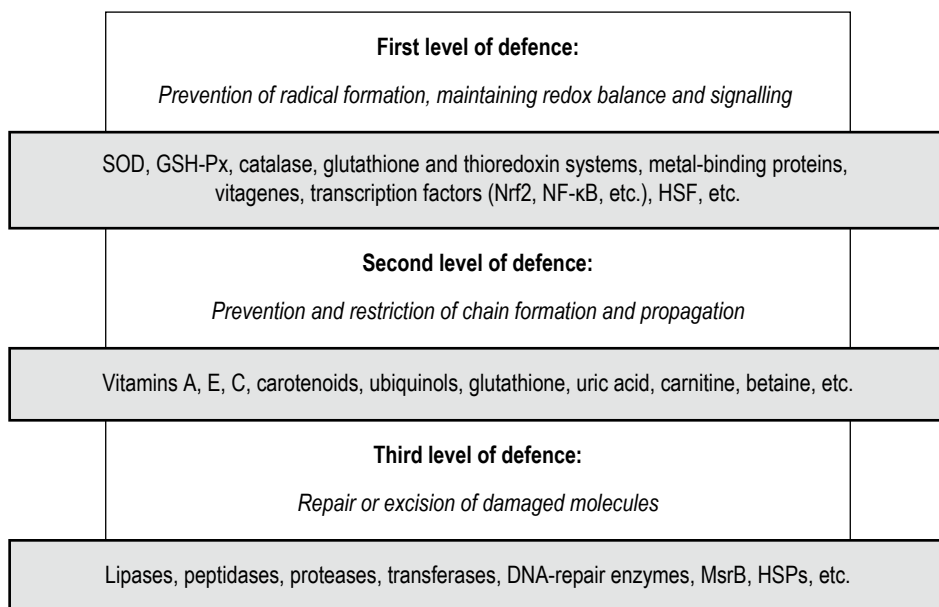 First level of defence:
Prevention of radical formation, maintaining redox balance and signalling
SOD, GSH-Px, catalase, glutathione and thioredoxin systems, metal-binding proteins,
vitagenes, transcription factors (Nrf2, NF-κB, etc.), HSF, etc.
Second level of defence:
Prevention and restriction of chain formation and propagation
Vitamins A, E, C, carotenoids, ubiquinols, glutathione, uric acid, carnitine, betaine, etc.
Third level of defence:
Repair or excision of damaged molecules
Lipases, peptidases, proteases, transferases, DNA-repair enzymes, MsrB, HSPs, etc.